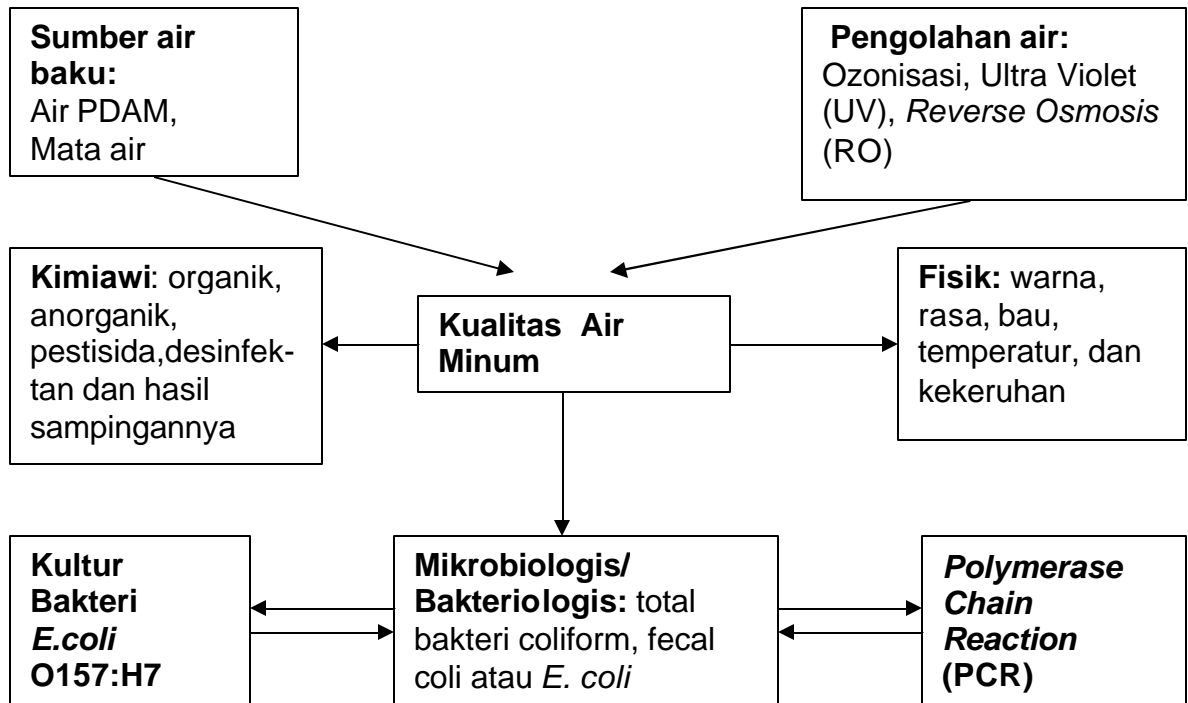 Sumber air
baku:
Air PDAM,
Mata air
Pengolahan air:
Ozonisasi, Ultra Violet
(UV), Reverse Osmosis
(RO)
Kimiawi: organik,
anorganik,
pestisida,desinfek-
tan dan hasil
sampingannya
Kualitas Air
Minum
Fisik: warna,
rasa, bau,
temperatur, dan
kekeruhan
Kultur
Bakteri
E.coli
O157:H7
Mikrobiologis/
Bakteriologis: total
bakteri coliform, fecal
coli atau E. coli
Polymerase
Chain
Reaction
(PCR)